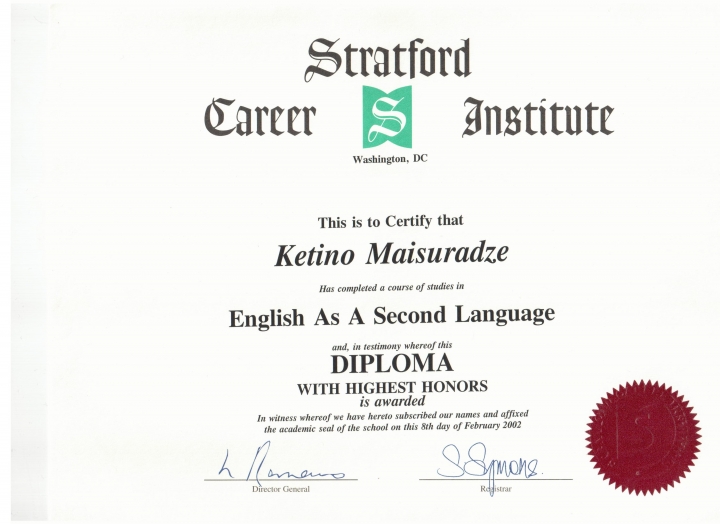 Stratford
Career S Institute
Washington, DC
This is to Certify that
Ketino Maisuradze
Has completed a course of studies in
English As A Second Language
and, in testimony whereof this
DIPLOMA
WITH HIGHEST HONORS
is awarded
In witness whereof we have hereto subscribed our names and affixed
the academic seal of the school on this 8th day of February 2002
S Symons.
Director General Registrar